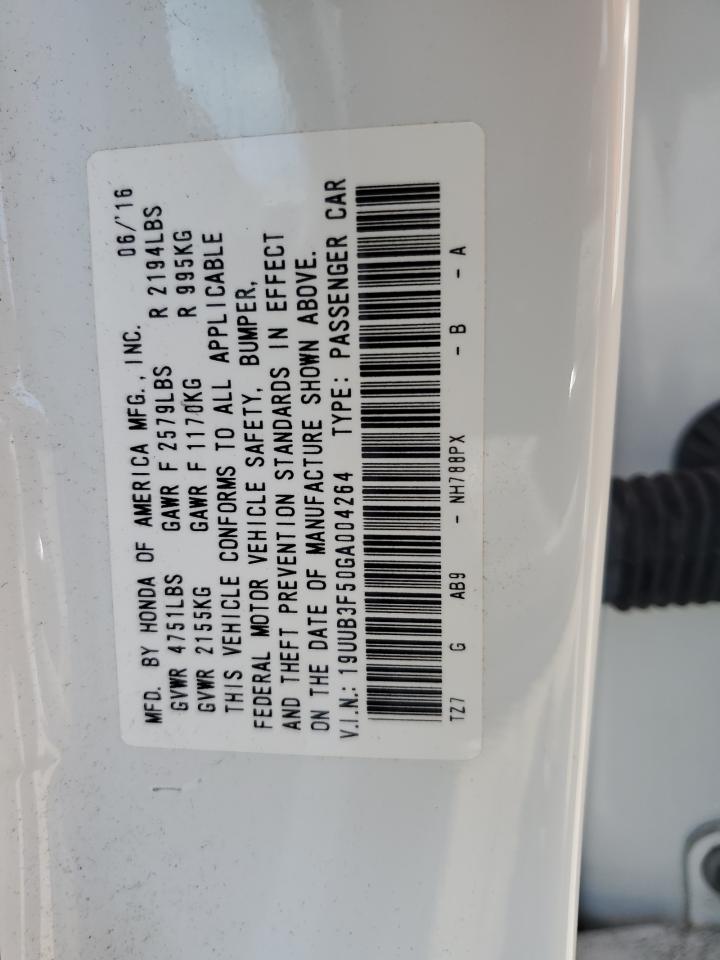 MFD. BY HONDA OF AMERICA MFG., INC. 06/'16
GVWR 4751LBS GAWR F 2579LBS R 2194LBS
GVWR 2155KG GAWR F 1170KG R 995KG
THIS VEHICLE CONFORMS TO ALL APPLICABLE
FEDERAL MOTOR VEHICLE SAFETY, BUMPER,
AND THEFT PREVENTION STANDARDS IN EFFECT
ON THE DATE OF MANUFACTURE SHOWN ABOVE.
V.I.N.: 19UUB3F50GA004264 TYPE: PASSENGER CAR
TZ7 G AB9 - NH788PX - B - A